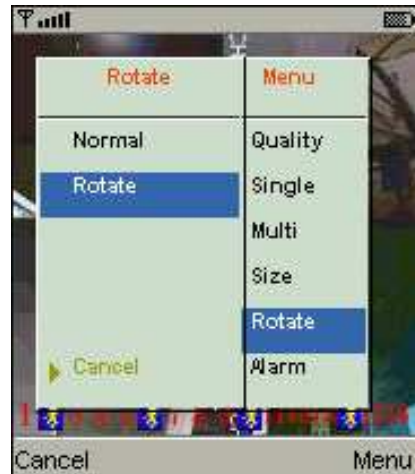 Rotate
Normal
Rotate
Cancel
Menu
Quality
Single
Multi
Size
Rotate
Alarm
Cancel
Menu